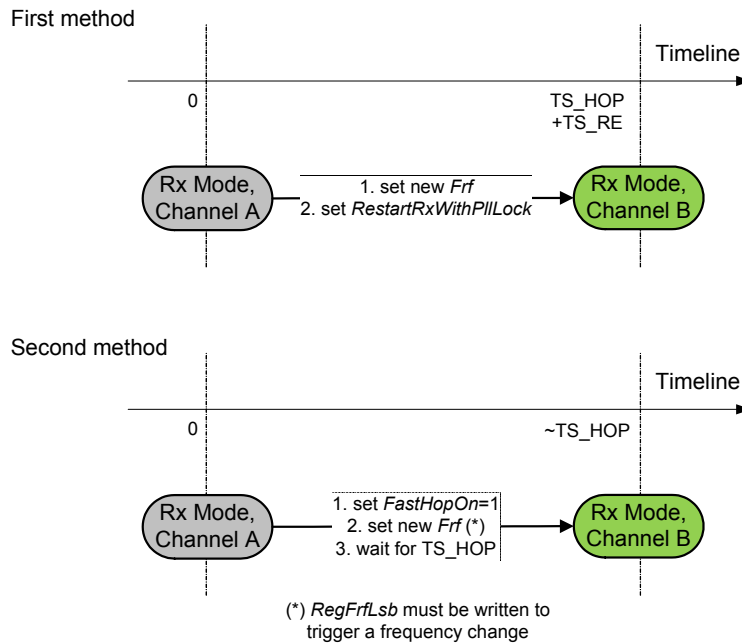 First method
Timeline
0
TS_HOP
+TS_RE
Rx Mode,
Channel A
1. set new Frf
2. set RestartRxWithPllLock
Rx Mode,
Channel B
Second method
Timeline
0
~TS_HOP
Rx Mode,
Channel A
1. set FastHopOn=1
2. set new Frf (*)
3. wait for TS_HOP
Rx Mode,
Channel B
(*) RegFrfLsb must be written to
trigger a frequency change